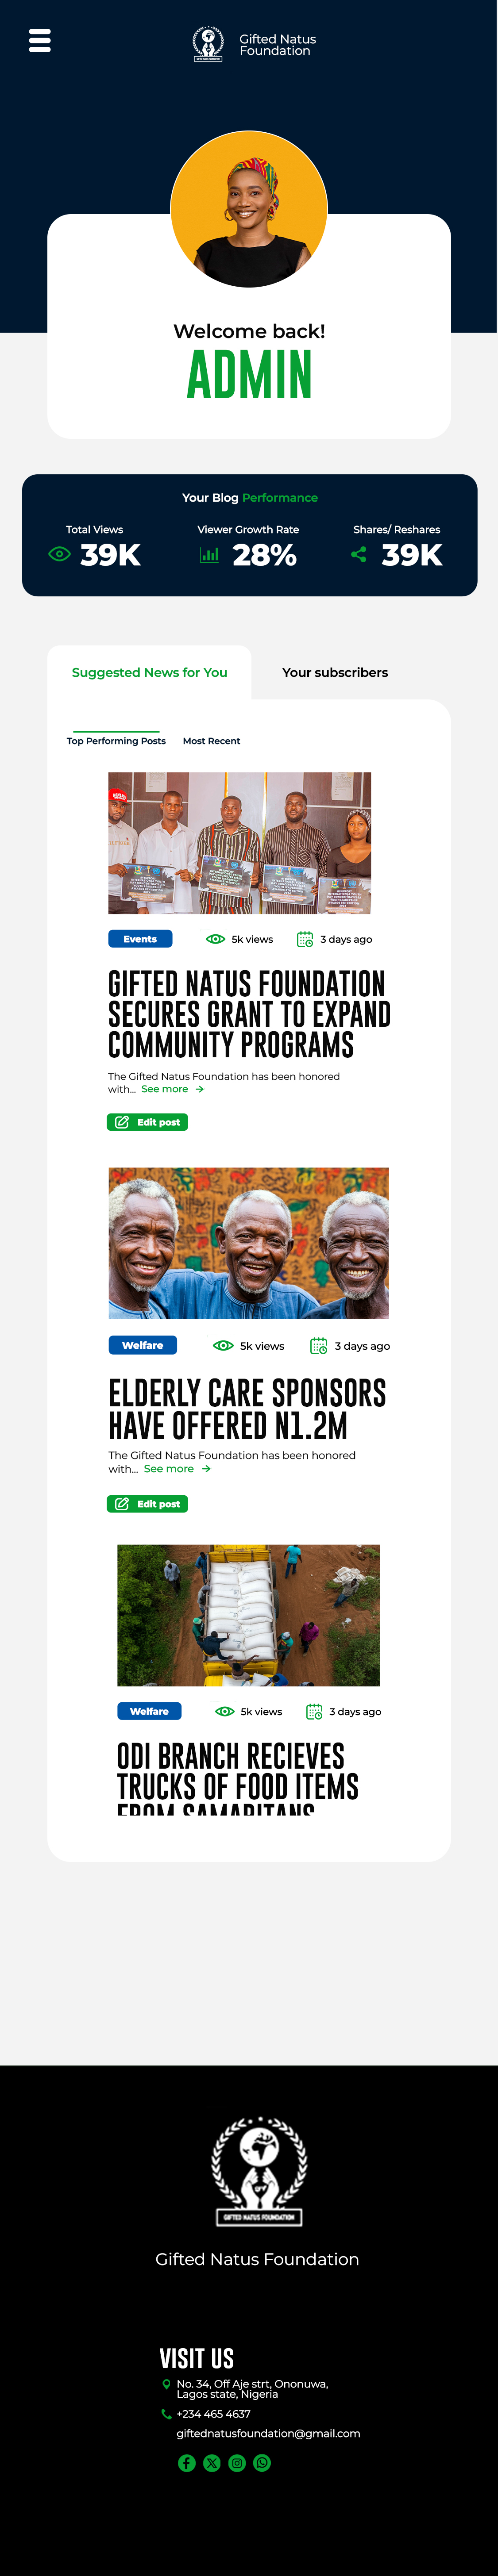 Gifted Natus
Foundation
Welcome back!
ADMIN
Your Blog Performance
Total Views
39K
Viewer Growth Rate
28%
Shares/ Reshares
39K
Suggested News for You
Your subscribers
Top Performing Posts
Most Recent
Events
5k views
3 days ago
GIFTED NATUS FOUNDATION
SECURES GRANT TO EXPAND
COMMUNITY PROGRAMS
The Gifted Natus Foundation has been honored
with... See more
Edit post
Welfare
5k views
3 days ago
ELDERLY CARE SPONSORS
HAVE OFFERED N1.2M
The Gifted Natus Foundation has been honored
with... See more
Edit post
Welfare
5k views
3 days ago
ODI BRANCH RECIEVES
TRUCKS OF FOOD ITEMS
FROM SAMARITANS
GIFTED NATUS FOUNDATION
Gifted Natus Foundation
VISIT US
No. 34, Off Aje strt, Ononuwa,
Lagos state, Nigeria
+234 465 4637
giftednatusfoundation@gmail.com